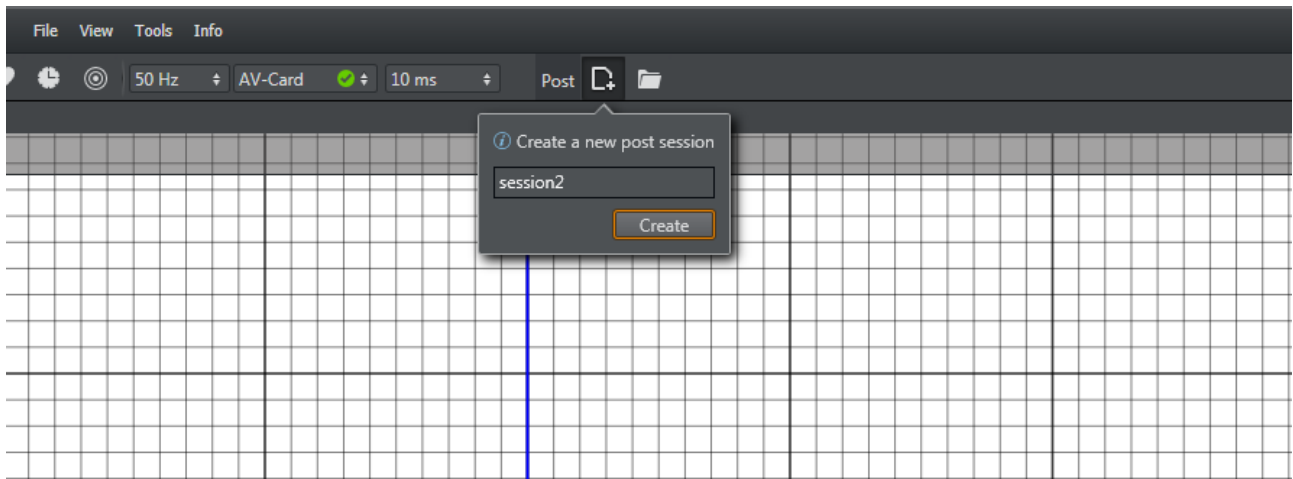 File View Tools Info
50 Hz AV-Card 10 ms Post
Create a new post session
session2
Create